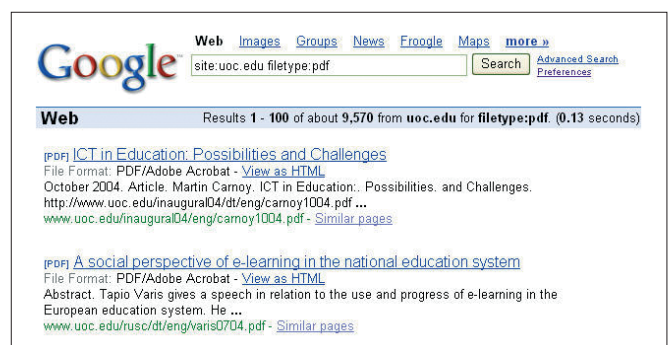 Web Images Groups News Froogle Maps more »
Google
site:uoc.edu filetype:pdf Search Advanced Search
Preferences
Web Results 1 - 100 of about 9,570 from uoc.edu for filetype:pdf. (0.13 seconds)
[PDF] ICT in Education: Possibilities and Challenges
File Format: PDF/Adobe Acrobat - View as HTML
October 2004. Article. Martin Carnoy. ICT in Education:. Possibilities. and Challenges.
http://www.uoc.edu/inaugural04/dt/eng/carnoy1004.pdf ...
www.uoc.edu/inaugural04/eng/carnoy1004.pdf - Similar pages
[PDF] A social perspective of e-learning in the national education system
File Format: PDF/Adobe Acrobat - View as HTML
Abstract. Tapio Varis gives a speech in relation to the use and progress of e-learning in the
European education system. He ...
www.uoc.edu/rusc/dt/eng/varis0704.pdf - Similar pages